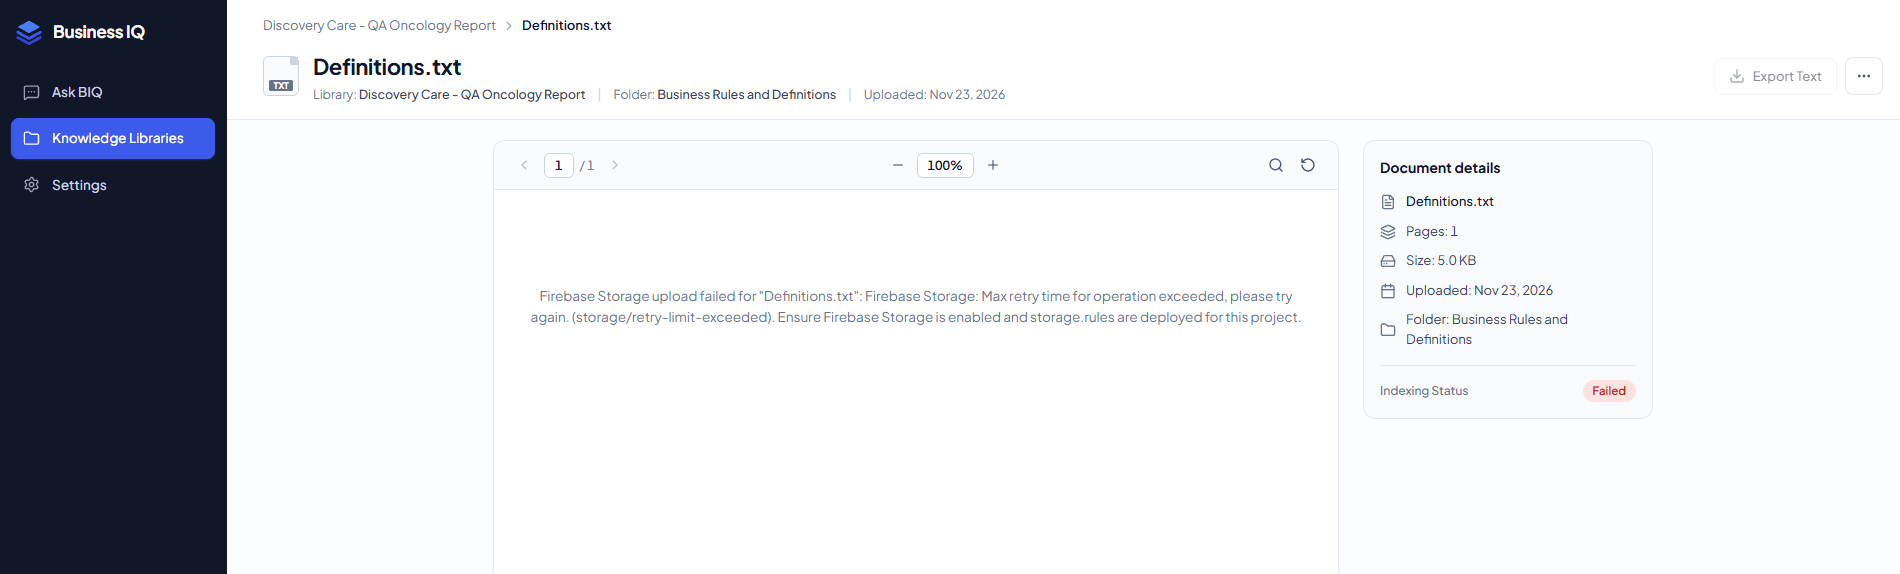 Business IQ
Ask BIQ
Knowledge Libraries
Settings
Discovery Care - QA Oncology Report > Definitions.txt
TXT
Definitions.txt
Library: Discovery Care - QA Oncology Report | Folder: Business Rules and Definitions | Uploaded: Nov 23, 2026
Export Text
1 / 1
100%
Firebase Storage upload failed for "Definitions.txt": Firebase Storage: Max retry time for operation exceeded, please try
again. (storage/retry-limit-exceeded). Ensure Firebase Storage is enabled and storage.rules are deployed for this project.
Document details
Definitions.txt
Pages: 1
Size: 5.0 KB
Uploaded: Nov 23, 2026
Folder: Business Rules and
Definitions
Indexing Status Failed